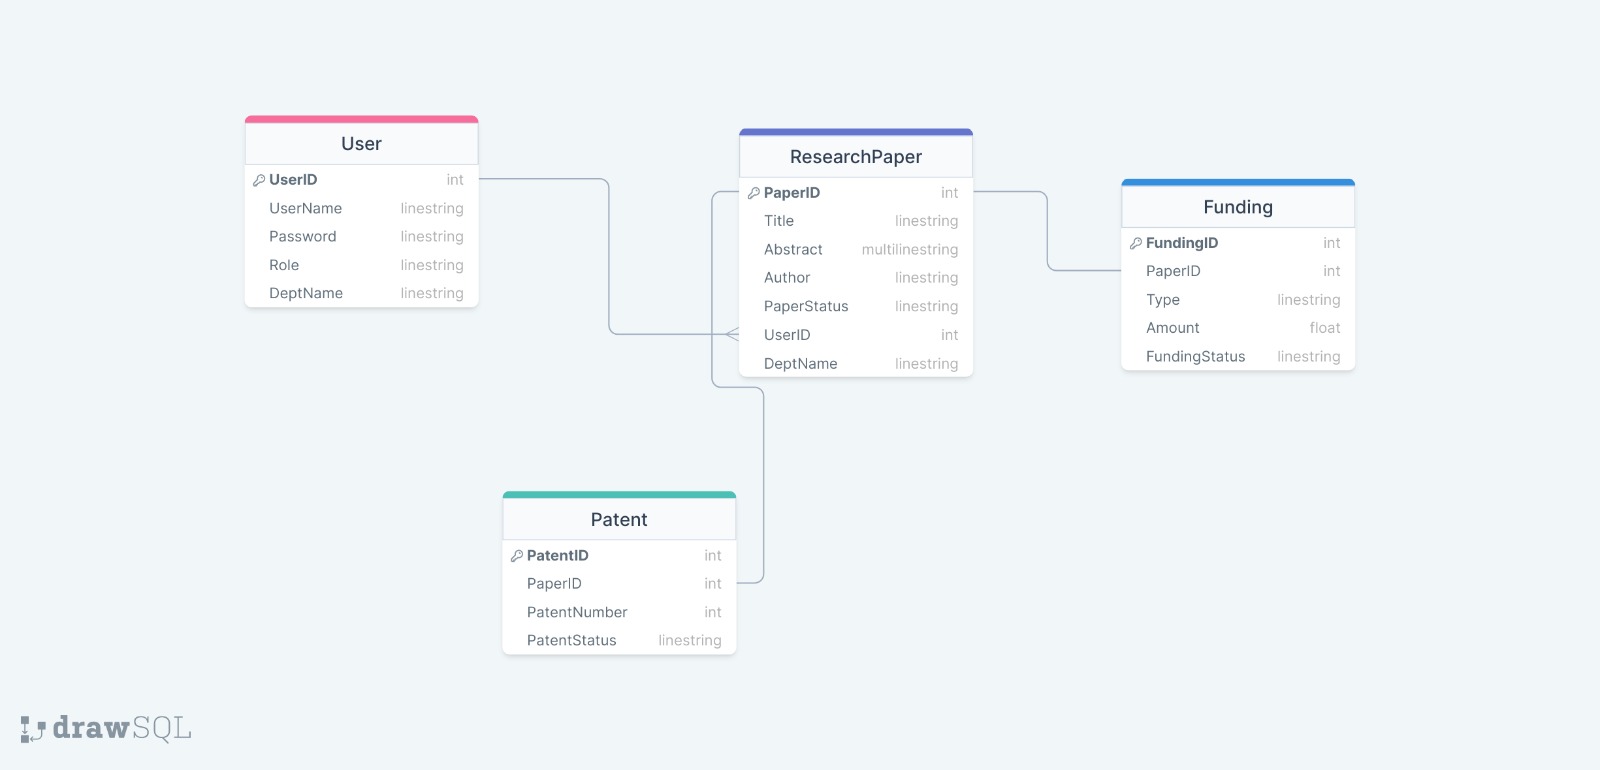 User
UserID int
UserName linestring
Password linestring
Role linestring
DeptName linestring
ResearchPaper
PaperID int
Title linestring
Abstract multilinestring
Author linestring
PaperStatus linestring
UserID int
DeptName linestring
Funding
FundingID int
PaperID int
Type linestring
Amount float
FundingStatus linestring
Patent
PatentID int
PaperID int
PatentNumber int
PatentStatus linestring
drawSQL